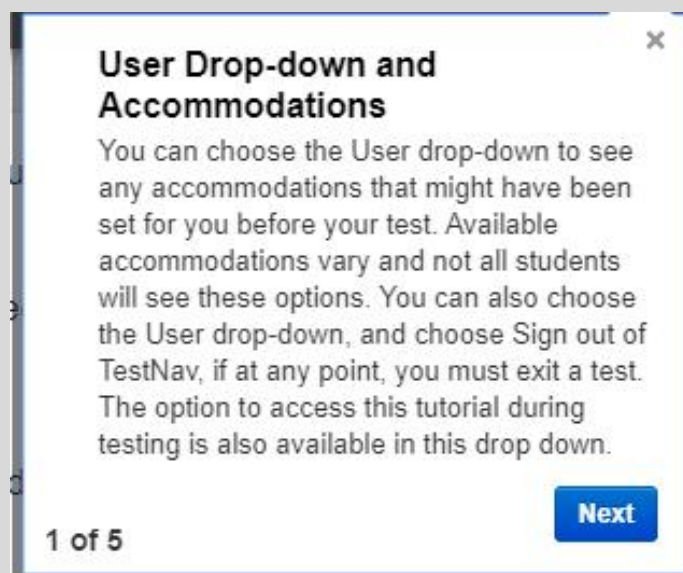 ×
User Drop-down and
Accommodations
You can choose the User drop-down to see
any accommodations that might have been
set for you before your test. Available
accommodations vary and not all students
will see these options. You can also choose
the User drop-down, and choose Sign out of
TestNav, if at any point, you must exit a test.
The option to access this tutorial during
testing is also available in this drop down.
Next
1 of 5